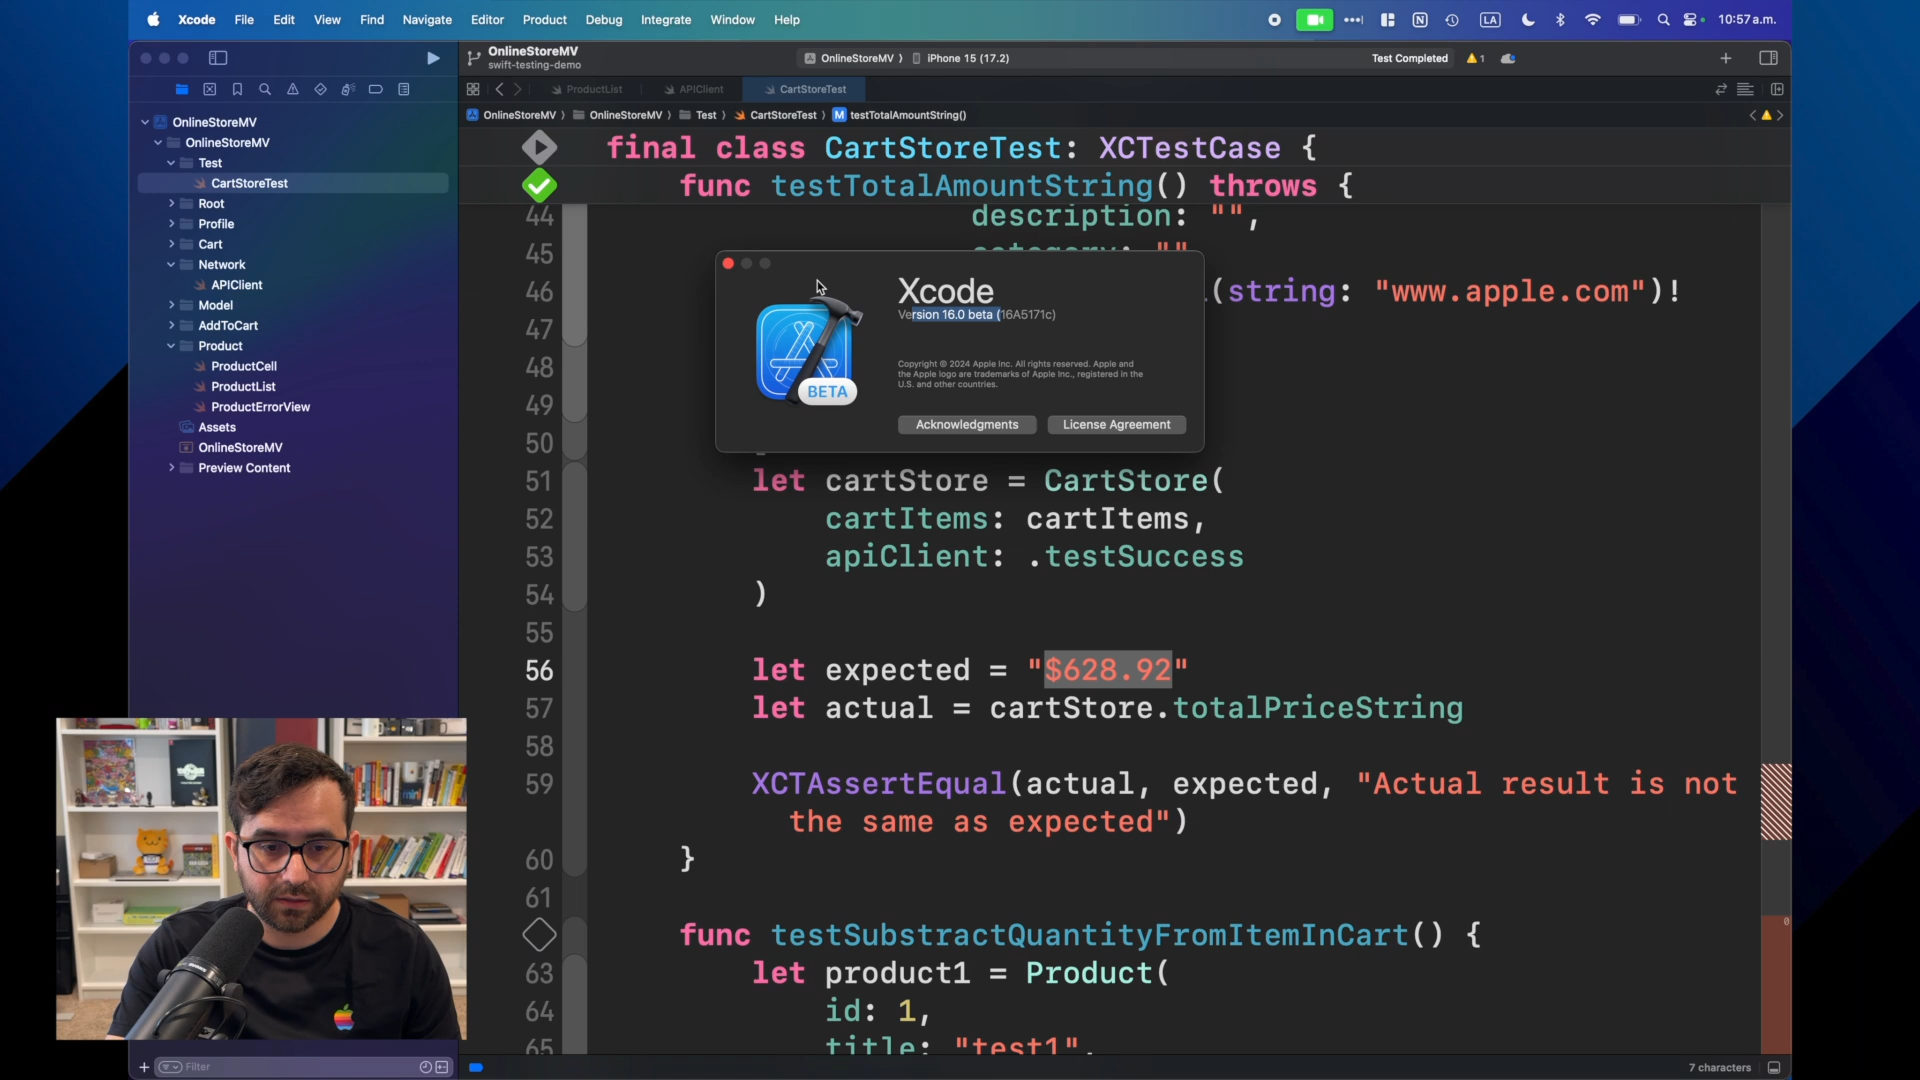 Xcode File Edit View Find Navigate Editor Product Debug Integrate Window Help
LA 10:57 a.m.
OnlineStoreMV
swift-testing-demo
OnlineStoreMV iPhone 15 (17.2)
Test Completed 1
ProductList APIClient CartStoreTest
OnlineStoreMV OnlineStoreMV Test CartStoreTest M testTotalAmountString()
OnlineStoreMV
OnlineStoreMV
Test
CartStoreTest
Root
Profile
Cart
Network
APIClient
Model
AddToCart
Product
ProductCell
ProductList
ProductErrorView
Assets
OnlineStoreMV
Preview Content
Filter
final class CartStoreTest: XCTestCase {
func testTotalAmountString() throws {
44 description: "",
45 category: ""
46 (string: "www.apple.com")!
47
48
49
50
51 let cartStore = CartStore(
52 cartItems: cartItems,
53 apiClient: .testSuccess
54 )
55
56 let expected = "$628.92"
57 let actual = cartStore.totalPriceString
58
59 XCTAssertEqual(actual, expected, "Actual result is not
the same as expected")
60 }
61
func testSubstractQuantityFromItemInCart() {
63 let product1 = Product(
64 id: 1,
65 title: "test1",
Xcode
Version 16.0 beta (16A5171c)
Copyright © 2024 Apple Inc. All rights reserved. Apple and
the Apple logo are trademarks of Apple Inc., registered in the
U.S. and other countries.
BETA
Acknowledgments License Agreement
0
7 characters